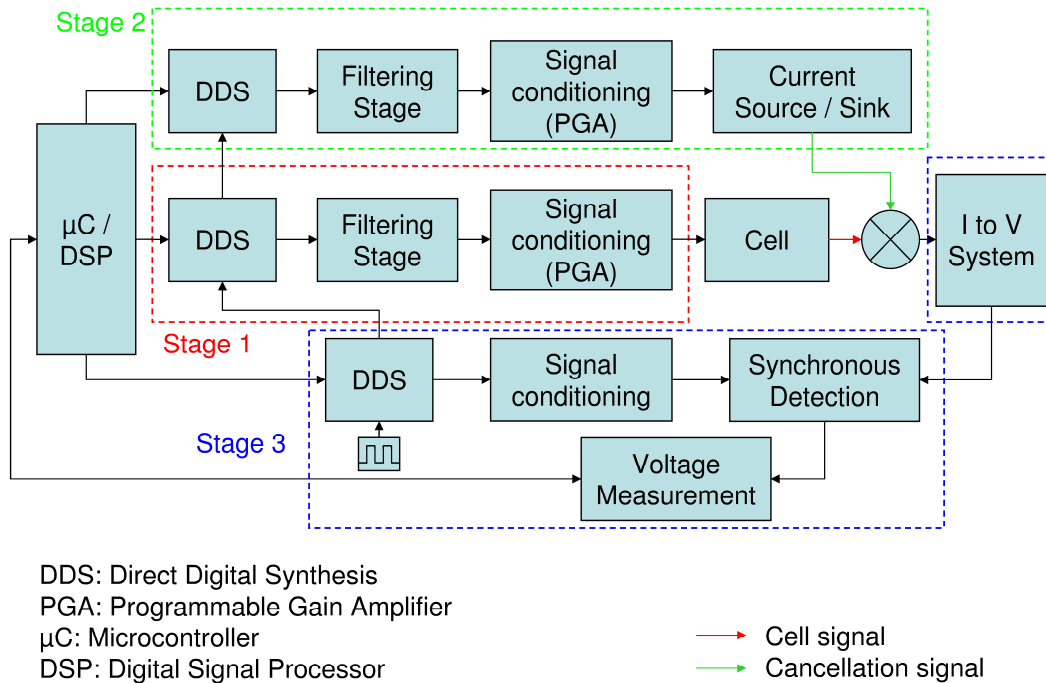 Stage 2
DDS
Filtering
Stage
Signal
conditioning
(PGA)
Current
Source / Sink
µC /
DSP
DDS
Filtering
Stage
Signal
conditioning
(PGA)
Cell
I to V
System
Stage 1
DDS
Signal
conditioning
Synchronous
Detection
Stage 3
Voltage
Measurement
DDS: Direct Digital Synthesis
PGA: Programmable Gain Amplifier
µC: Microcontroller
DSP: Digital Signal Processor
Cell signal
Cancellation signal